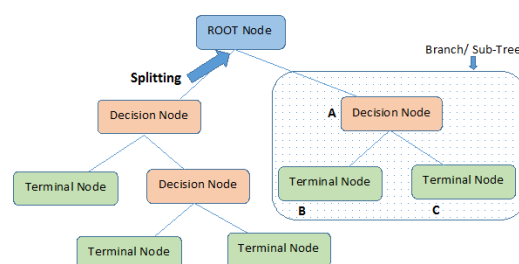 ROOT Node
Branch/ Sub-Tree
Splitting
A
Decision Node
Decision Node
Terminal Node
Decision Node
Terminal Node
Terminal Node
B
C
Terminal Node
Terminal Node